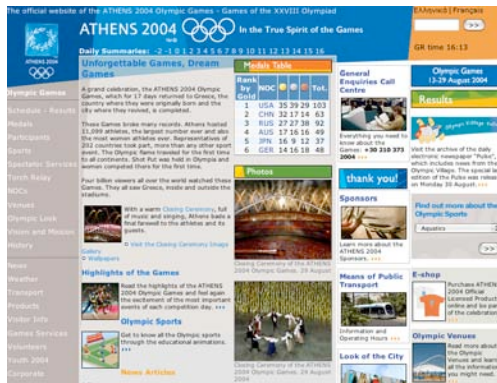 The official website of the ATHENS 2004 Olympic Games - Games of the XXVIII Olympiad
Ελληνικά | Français
ATHENS 2004
In the True Spirit of the Games
>>
GR time 16:13
Daily Summaries: -2 -1 0 1 2 3 4 5 6 7 8 9 10 11 12 13 14 15 16
ATHENS 2004
Olympic Games
Schedule - Results
Medals
Participants
Sports
Spectator Services
Torch Relay
NOCs
Venues
Olympic Look
Vision and Mission
History
News
Weather
Transport
Products
Visitor Info
Games Services
Volunteers
Youth 2004
Corporate
Unforgettable Games, Dream
Games
A grand celebration, the ATHENS 2004 Olympic
Games, which for 17 days returned to Greece, the
country where they were originally born and the
city where they revived, is completed.
These Games broke many records. Athens hosted
11,099 athletes, the largest number ever and also
the most women athletes ever. Representatives of
202 countries took part, more than any other sport
event. The Olympic flame traveled for the first time
to all continents. Shot Put was held in Olympia and
women competed there for the first time.
Four billion viewers all over the world watched these
Games. They all saw Greece, inside and outside the
stadiums.
With a warm Closing Ceremony, full
of music and singing, Athens bade a
final farewell to the athletes and its
guests.
Visit the Closing Ceremony Image
Gallery
Wallpapers
Highlights of the Games
Read the highlights of the ATHENS
2004 Olympic Games and feel again
the excitement of the most important
events of each competition day.
Olympic Sports
Get to know all the Olympic sports
through the educational animations.
News Articles
Medals Table
Rank by Gold NOC Tot.
1 USA 35 39 29 103
2 CHN 32 17 14 63
3 RUS 27 27 38 92
4 AUS 17 16 16 49
5 JPN 16 9 12 37
6 GER 14 16 18 48
Photos
Closing Ceremony of the ATHENS
2004 Olympic Games, 29 August
Closing Ceremony of the ATHENS
2004 Olympic Games, 29 August
General
Enquiries Call
Centre
Everything you need to
know about the
Games: +30 210 373
2004
thank you!
Sponsors
Learn more about the
ATHENS 2004
Sponsors.
Means of Public
Transport
Information and
Operating Hours
Look of the City
Olympic Games
13-29 August 2004
Results
Olympic Village Today
Visit the archive of the daily
electronic newspaper "Pulse",
which includes news from the
Olympic Village. The special last
edition of the Pulse was released
on Monday 30 August.
Find out more about the
Olympic Sports
Aquatics
>>
E-shop
Purchase ATHENS
2004 Official
Licensed Products
online and be part
of the celebration.
Olympic Venues
Read more about
the Olympic
Venues and learn
all the information
you might need.